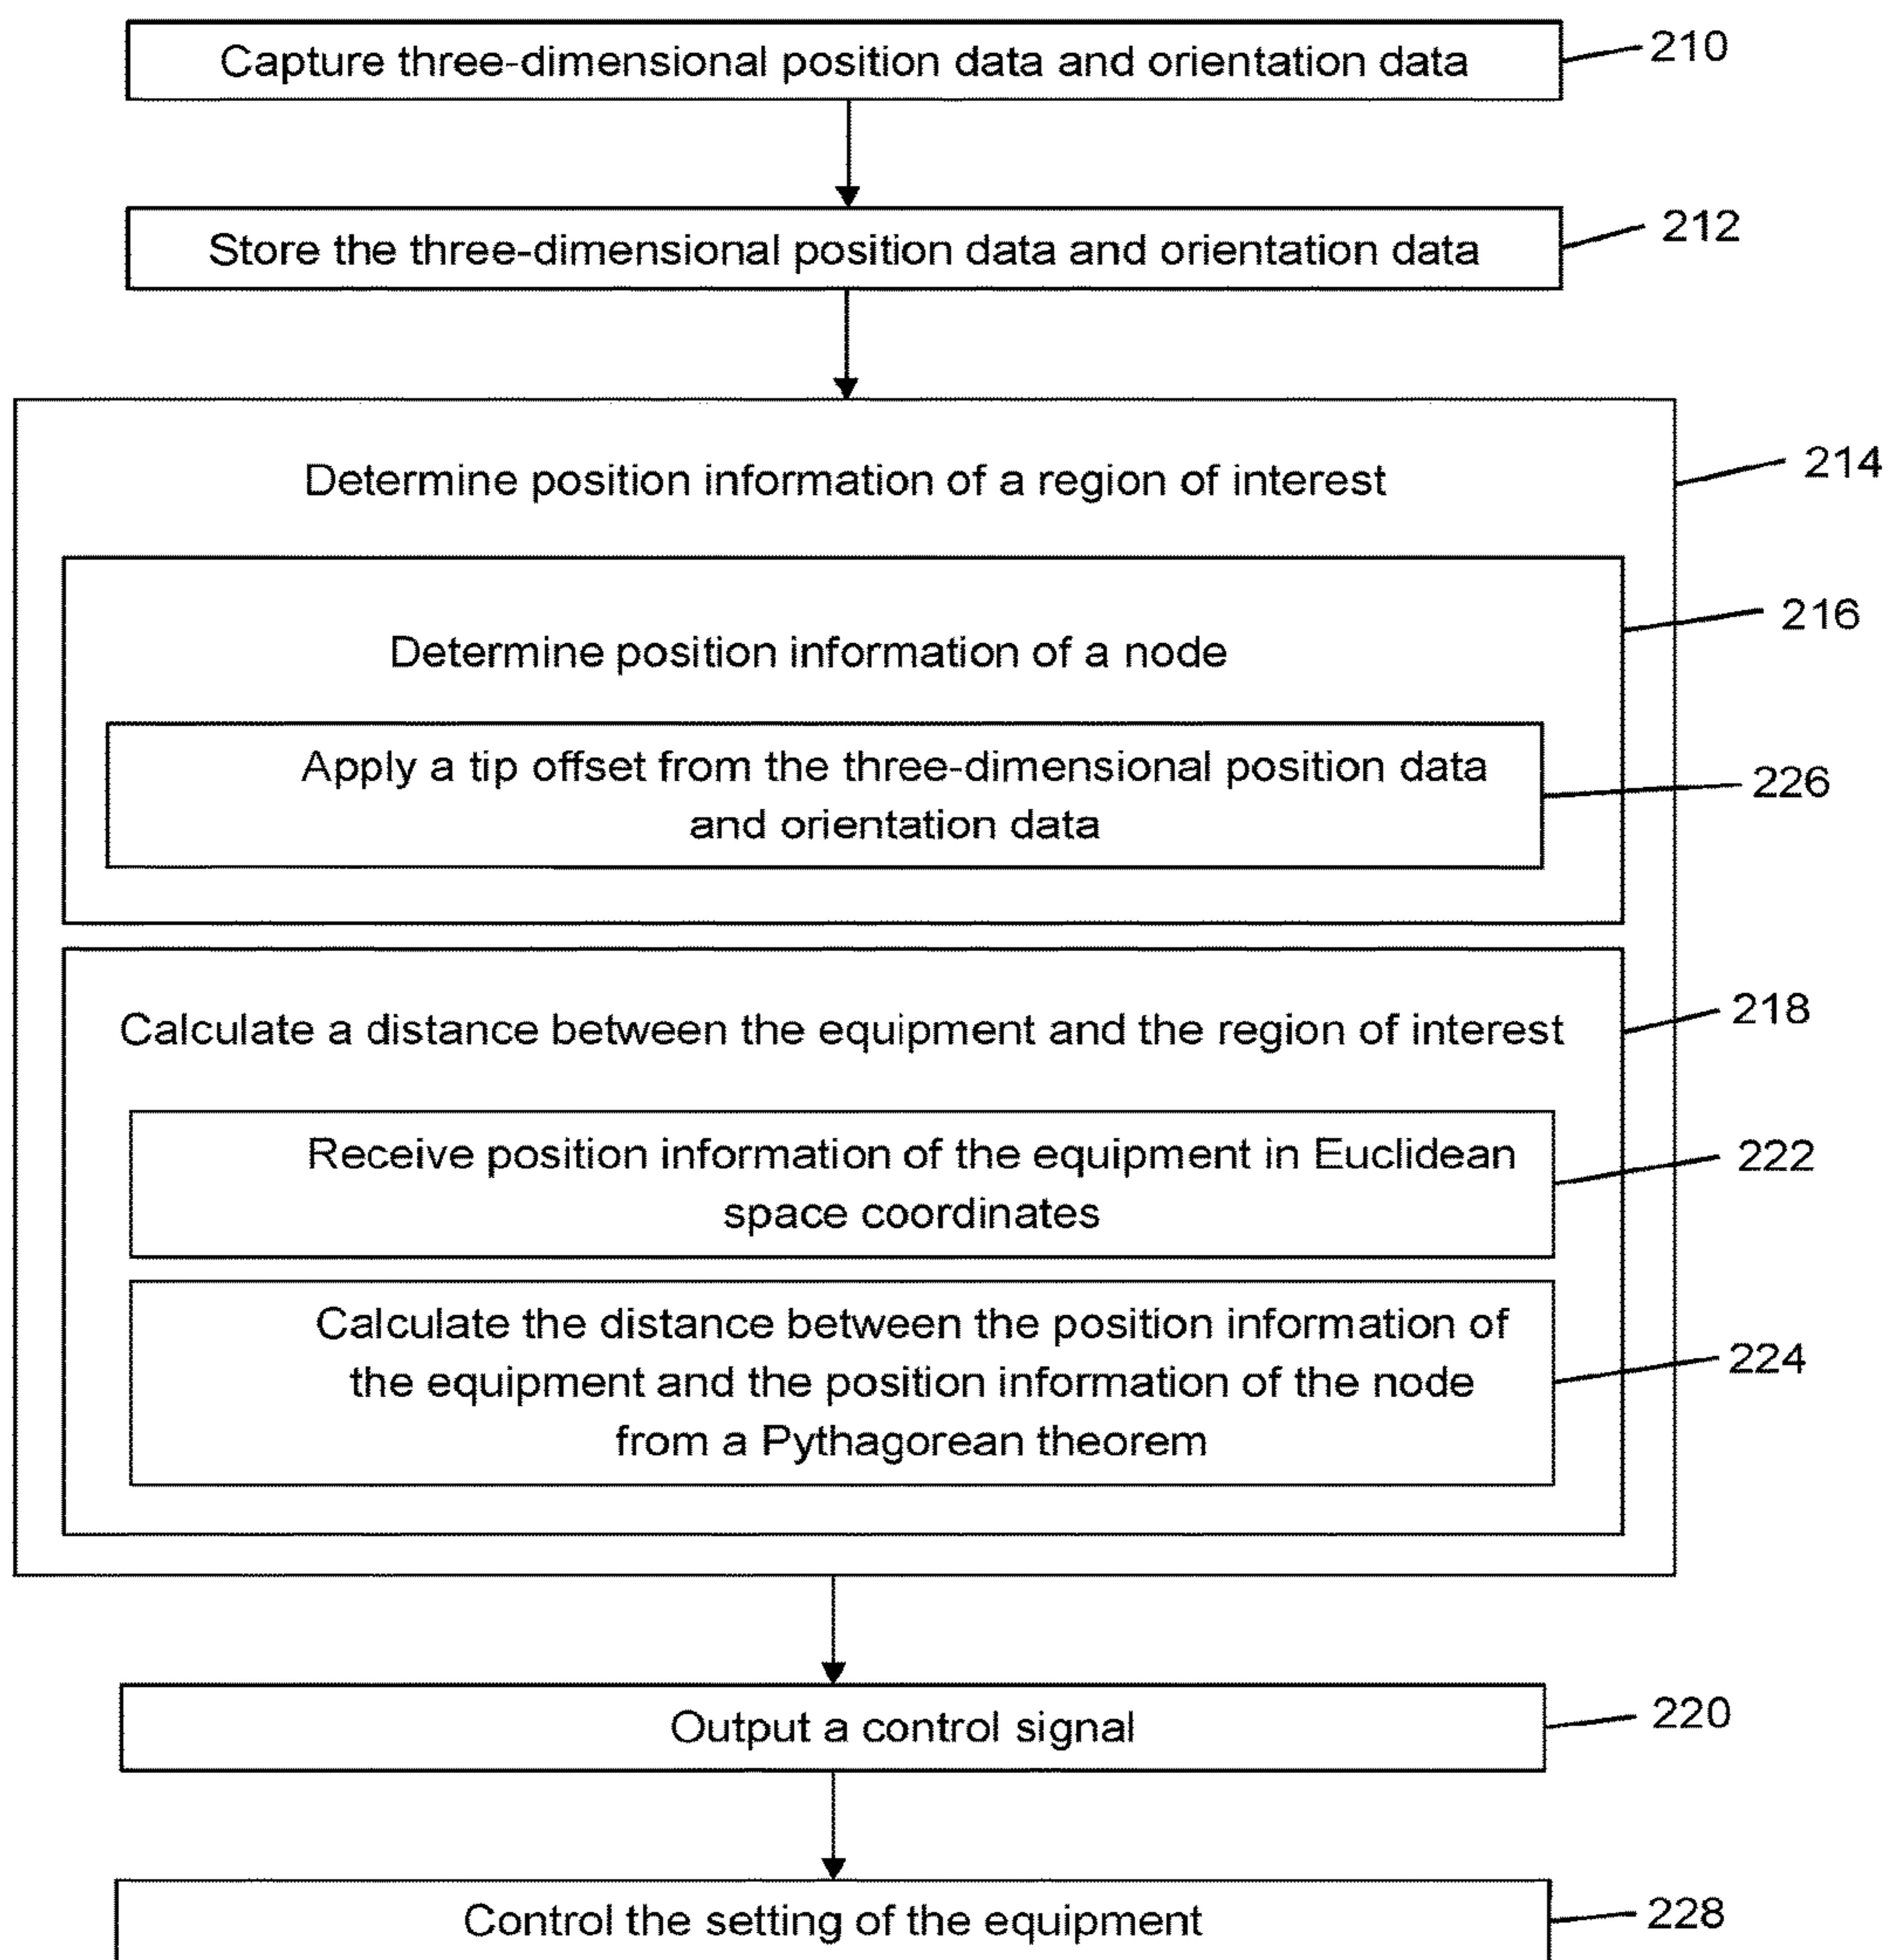 Capture three-dimensional position data and orientation data
210
Store the three-dimensional position data and orientation data
212
Determine position information of a region of interest
214
Determine position information of a node
216
Apply a tip offset from the three-dimensional position data
and orientation data
226
Calculate a distance between the equipment and the region of interest
218
Receive position information of the equipment in Euclidean
space coordinates
222
Calculate the distance between the position information of
the equipment and the position information of the node
from a Pythagorean theorem
224
Output a control signal
220
Control the setting of the equipment
228